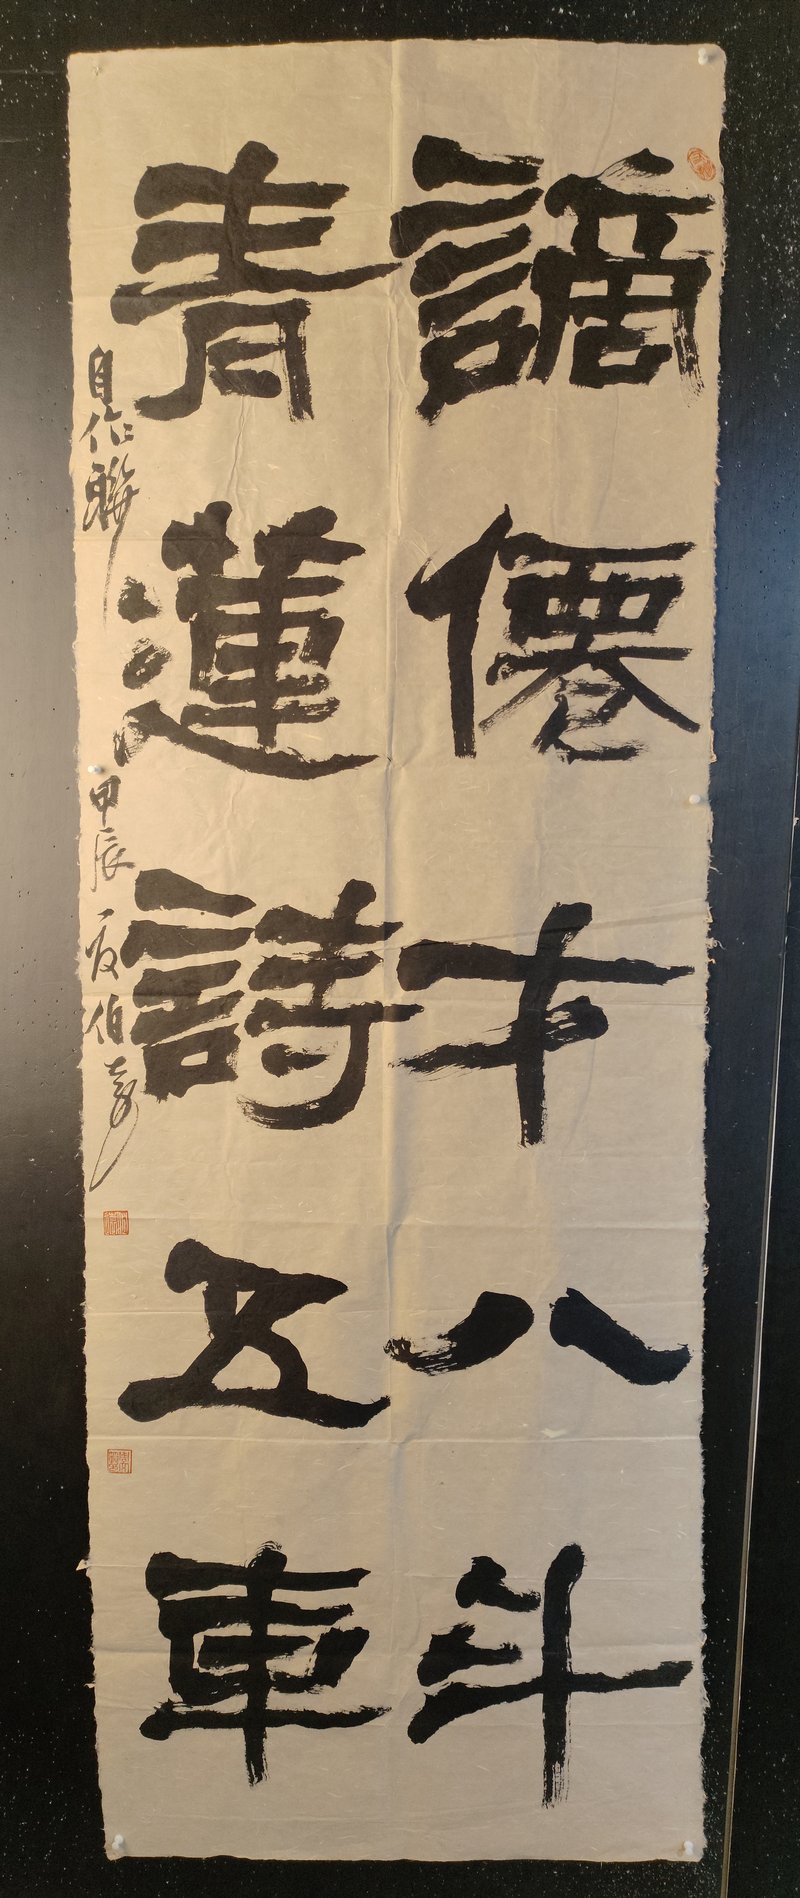 謫僊才八斗
青蓮詩五車
自作聯 甲辰 夏 伯